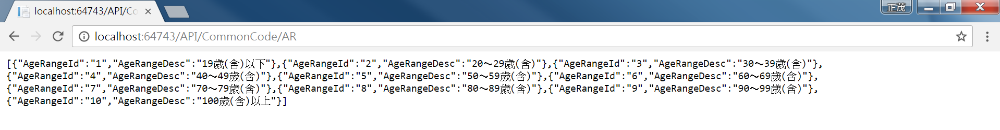 localhost:64743/API/Co
正茂
localhost:64743/API/CommonCode/AR
[{"AgeRangeId":"1","AgeRangeDesc":"19歲(含)以下"},{"AgeRangeId":"2","AgeRangeDesc":"20～29歲(含)"},{"AgeRangeId":"3","AgeRangeDesc":"30～39歲(含)"},
{"AgeRangeId":"4","AgeRangeDesc":"40～49歲(含)"},{"AgeRangeId":"5","AgeRangeDesc":"50～59歲(含)"},{"AgeRangeId":"6","AgeRangeDesc":"60～69歲(含)"},
{"AgeRangeId":"7","AgeRangeDesc":"70～79歲(含)"},{"AgeRangeId":"8","AgeRangeDesc":"80～89歲(含)"},{"AgeRangeId":"9","AgeRangeDesc":"90～99歲(含)"},
{"AgeRangeId":"10","AgeRangeDesc":"100歲(含)以上"}]